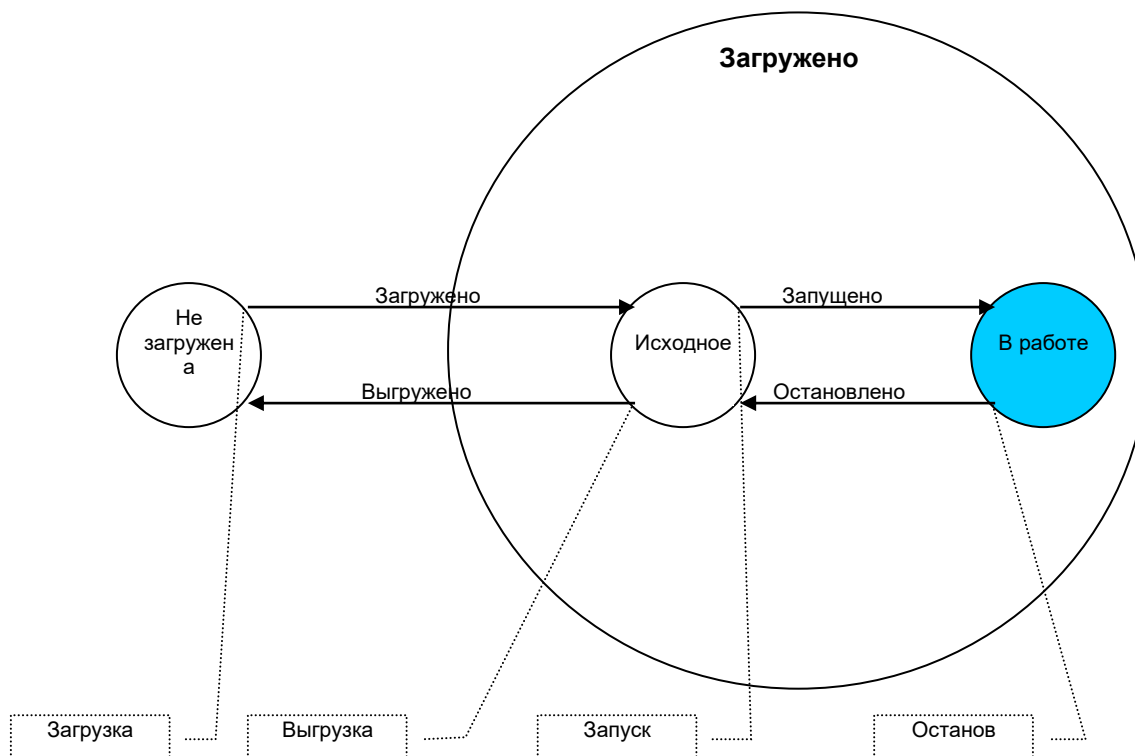 Загружено
Загружено
Запущено
Не
загружен
а
Исходное
В работе
Выгружено
Остановлено
Загрузка
Выгрузка
Запуск
Останов